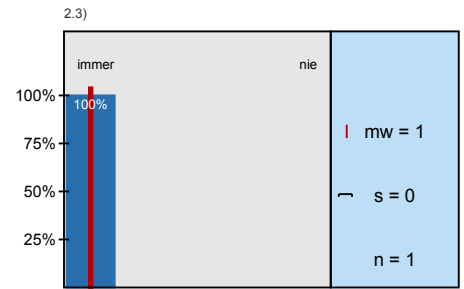 2.3)
immer nie
100%
100%
75%
50%
25%
mw = 1
s = 0
n = 1